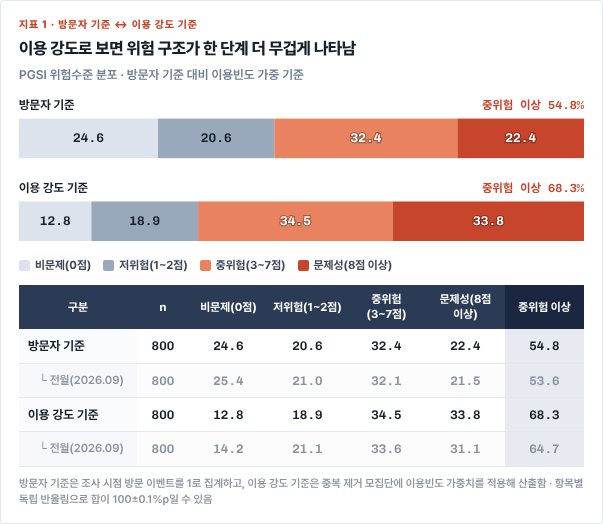 지표 1 · 방문자 기준 ↔ 이용 강도 기준
이용 강도로 보면 위험 구조가 한 단계 더 무겁게 나타남
PGSI 위험수준 분포 · 방문자 기준 대비 이용빈도 가중 기준
방문자 기준 중위험 이상 54.8%
24.6 20.6 32.4 22.4
이용 강도 기준 중위험 이상 68.3%
12.8 18.9 34.5 33.8
비문제(0점) 저위험(1~2점) 중위험(3~7점) 문제성(8점 이상)
구분 n 비문제(0점) 저위험(1~2점) 중위험 (3~7점) 문제성(8점 이상) 중위험 이상
방문자 기준 800 24.6 20.6 32.4 22.4 54.8
└ 전월(2026.09) 800 25.4 21.0 32.1 21.5 53.6
이용 강도 기준 800 12.8 18.9 34.5 33.8 68.3
└ 전월(2026.09) 800 14.2 21.1 33.6 31.1 64.7
방문자 기준은 조사 시점 방문 이벤트를 1로 집계하고, 이용 강도 기준은 중복 제거 모집단에 이용빈도 가중치를 적용해 산출함 · 항목별
독립 반올림으로 합이 100±0.1%p일 수 있음